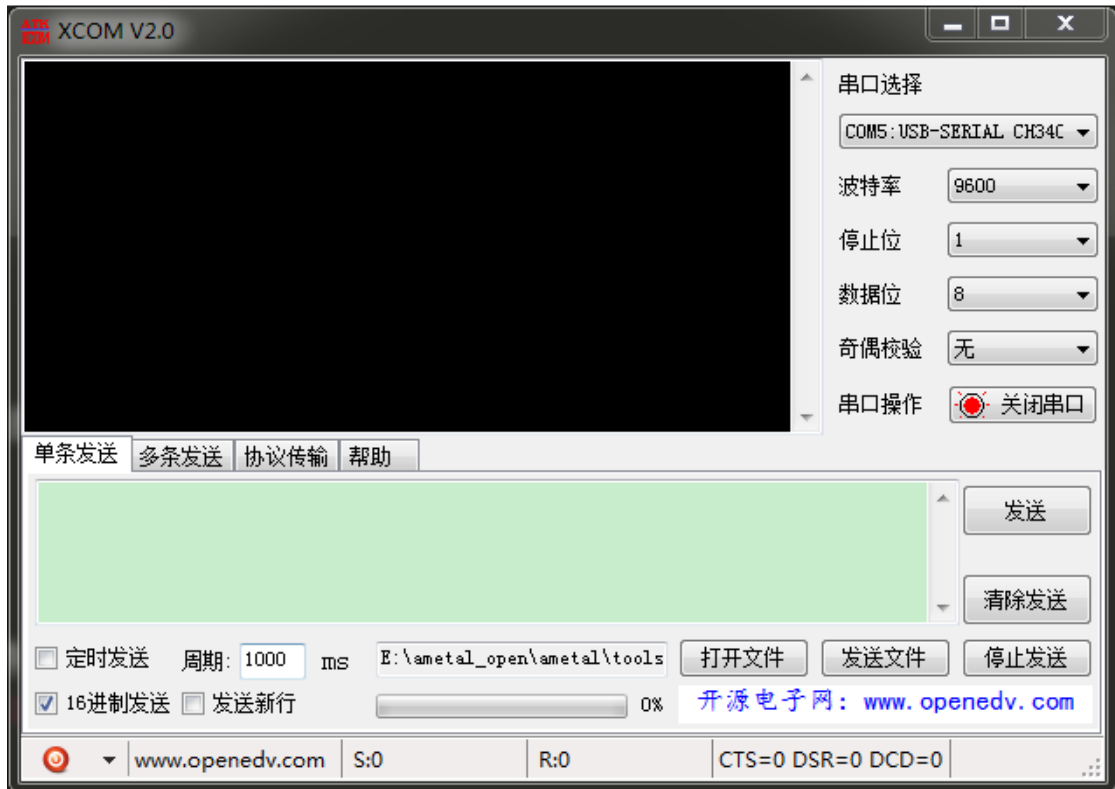 ATK
XCOM V2.0
串口选择
COM5:USB-SERIAL CH34
波特率 9600
停止位 1
数据位 8
奇偶校验 无
串口操作 关闭串口
单条发送 多条发送 协议传输 帮助
发送
清除发送
定时发送 周期: 1000 ms E:\ametal_open\ametal\tools 打开文件 发送文件 停止发送
16进制发送 发送新行 0% 开源电子网: www.openedv.com
www.openedv.com S:0 R:0 CTS=0 DSR=0 DCD=0